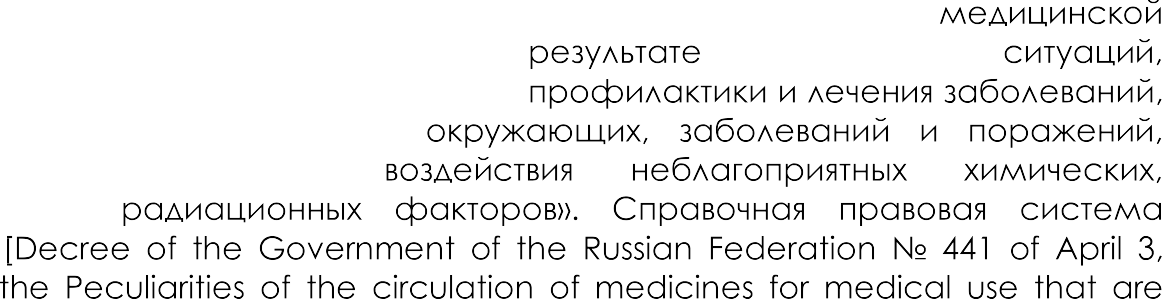 медицинской
результате ситуаций,
профилактики и лечения заболеваний,
окружающих, заболеваний и поражений,
воздействия неблагоприятных химических,
радиационных факторов». Справочная правовая система
[Decree of the Government of the Russian Federation № 441 of April 3,
the Peculiarities of the circulation of medicines for medical use that are